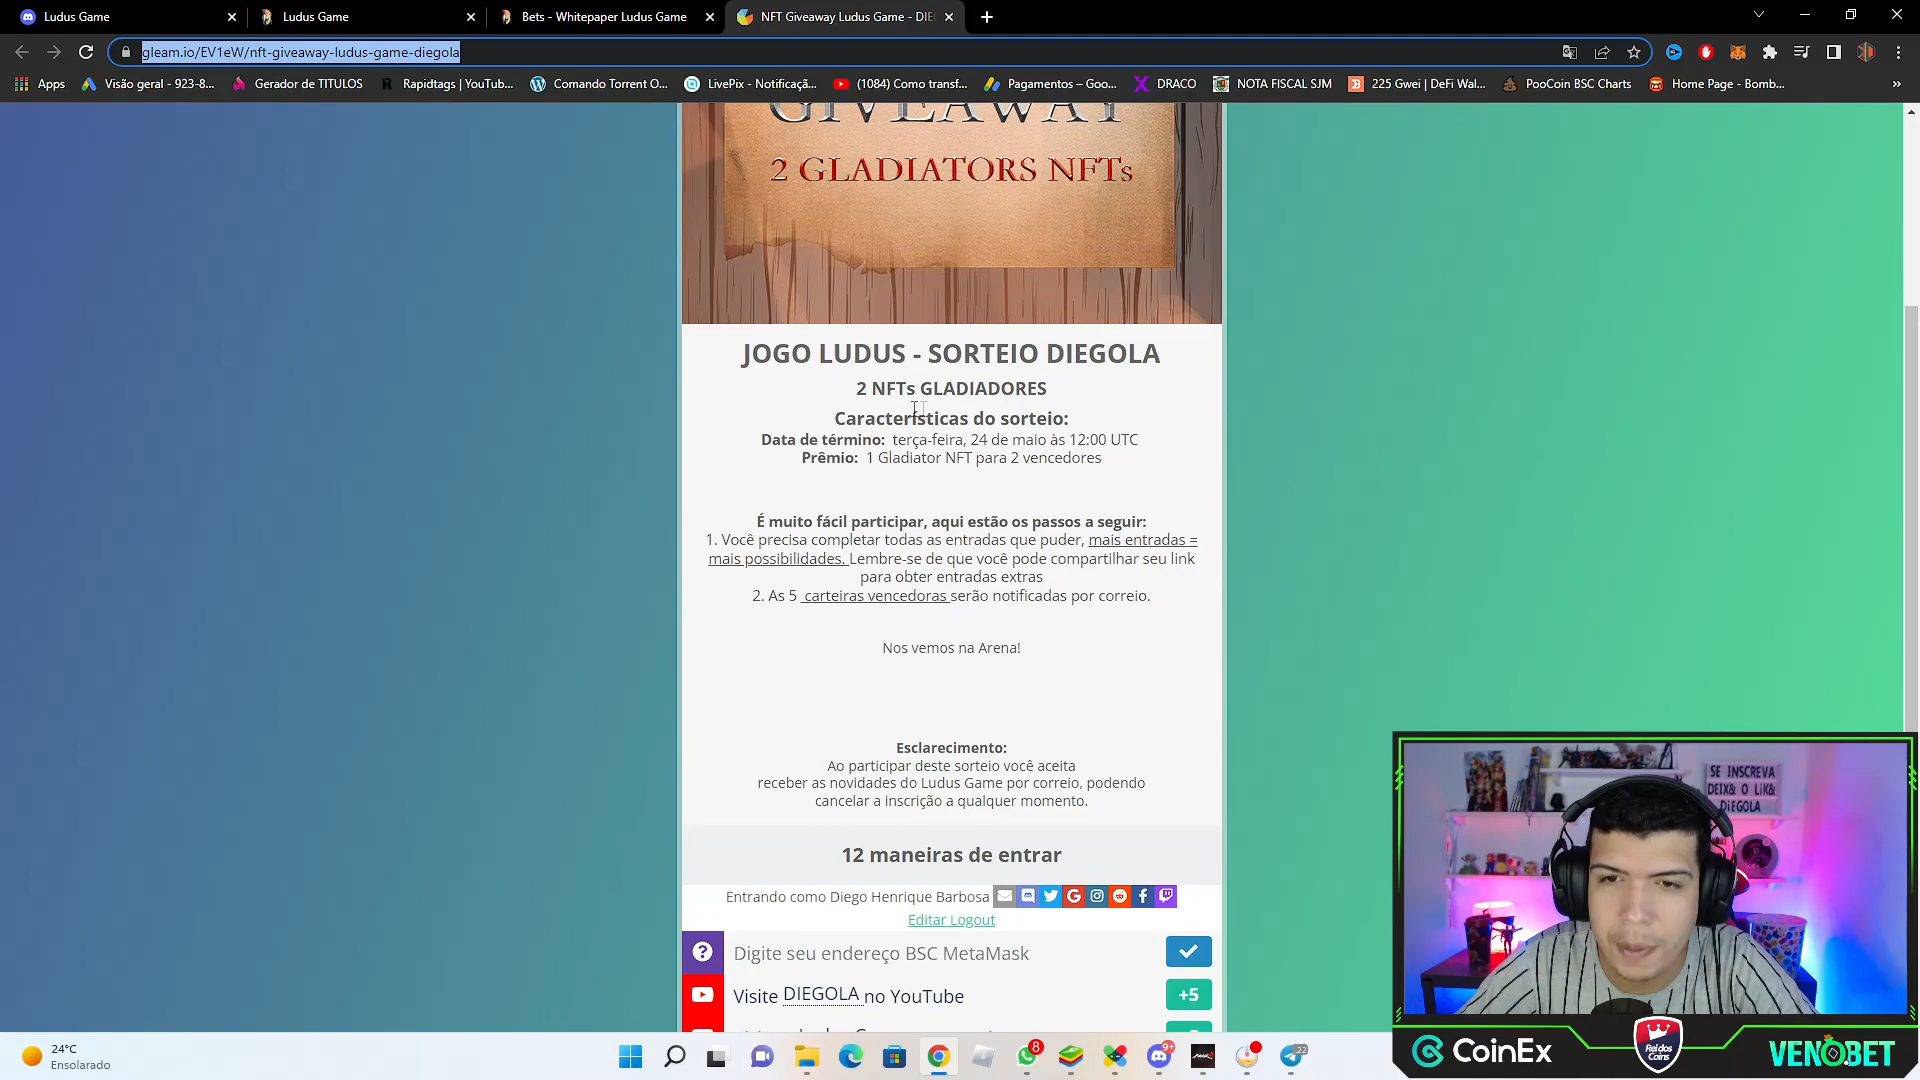 Ludus Game
Ludus Game
Bets - Whitepaper Ludus Game
NFT Giveaway Ludus Game - DIE
gleam.io/EV1eW/nft-giveaway-ludus-game-diegola
Apps
Visão geral - 923-8...
Gerador de TITULOS
Rapidtags | YouTub...
Comando Torrent O...
LivePix - Notificaçã...
(1084) Como transf...
Pagamentos – Goo...
DRACO
NOTA FISCAL SJM
225 Gwei | DeFi Wal...
PooCoin BSC Charts
Home Page - Bomb...
»
GIVEAWAY
2 GLADIATORS NFTs
JOGO LUDUS - SORTEIO DIEGOLA
2 NFTs GLADIADORES
Características do sorteio:
Data de término: terça-feira, 24 de maio às 12:00 UTC
Prêmio: 1 Gladiator NFT para 2 vencedores
É muito fácil participar, aqui estão os passos a seguir:
1. Você precisa completar todas as entradas que puder, mais entradas =
mais possibilidades. Lembre-se de que você pode compartilhar seu link
para obter entradas extras
2. As 5 carteiras vencedoras serão notificadas por correio.
Nos vemos na Arena!
Esclarecimento:
Ao participar deste sorteio você aceita
receber as novidades do Ludus Game por correio, podendo
cancelar a inscrição a qualquer momento.
12 maneiras de entrar
Entrando como Diego Henrique Barbosa
Editar Logout
Digite seu endereço BSC MetaMask
Visite DIEGOLA no YouTube
+5
SE INSCREVA
DEIX& O LIK&
DIEGOLA
CoinEx
Rei dos
Coins
VENOBET
24°C
Ensolarado
8
9+
22